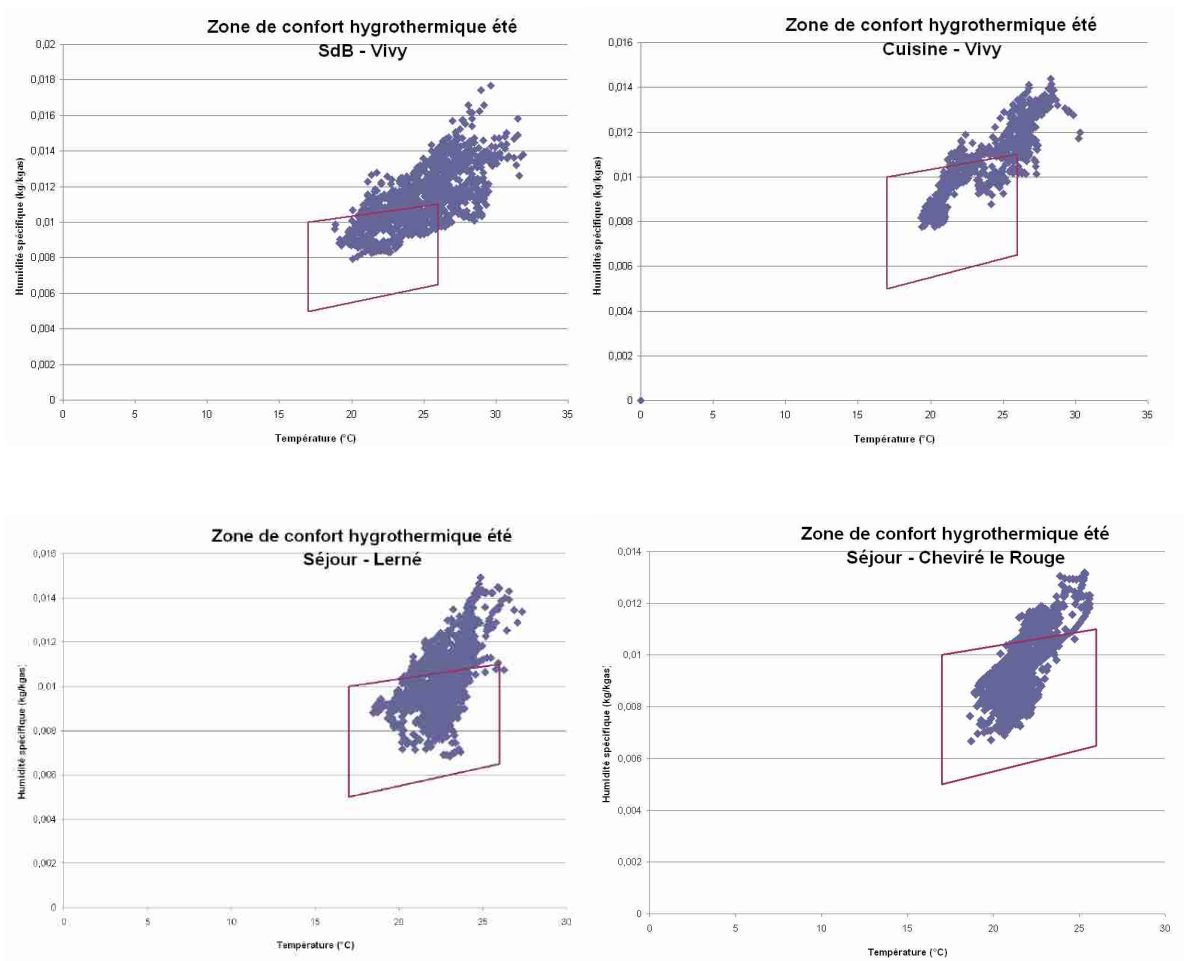 Zone de confort hygrothermique été
SdB - Vivy
0,02
0,018
0,016
0,014
0,012
0,01
0,008
0,006
0,004
0,002
0
Humidité spécifique (kg/kgas)
0 5 10 15 20 25 30 35
Température (°C)
Zone de confort hygrothermique été
Cuisine - Vivy
0,016
0,014
0,012
0,01
0,008
0,006
0,004
0,002
0
Humidité spécifique (kg/kgas)
0 5 10 15 20 25 30 35
Température (°C)
Zone de confort hygrothermique été
Séjour - Lerné
0,016
0,014
0,012
0,01
0,008
0,006
0,004
0,002
0
Humidité spécifique (kg/kgas)
0 5 10 15 20 25 30
Température (°C)
Zone de confort hygrothermique été
Séjour - Cheviré le Rouge
0,014
0,012
0,01
0,008
0,006
0,004
0,002
0
Humidité spécifique (kg/kgas)
0 5 10 15 20 25 30
Température (°C)